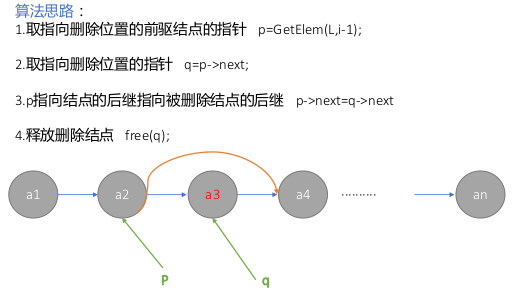 算法思路：
1.取指向删除位置的前驱结点的指针 p=GetElem(L,i-1);
2.取指向删除位置的指针 q=p->next;
3.p指向结点的后继指向被删除结点的后继 p->next=q->next
4.释放删除结点 free(q);
a1 a2 a3 a4 ·········· an
P q